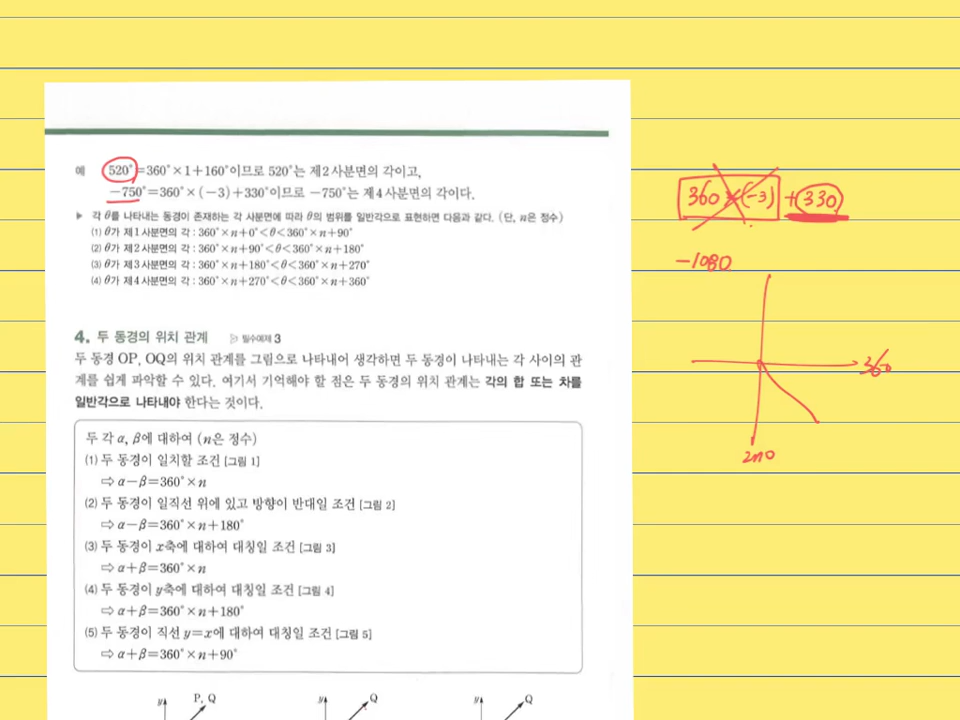 예 520°=360°×1+160°이므로 520°는 제2사분면의 각이고,
-750°=360°×(-3)+330°이므로 -750°는 제4사분면의 각이다.
▶ 각 θ를 나타내는 동경이 존재하는 각 사분면에 따라 θ의 범위를 일반각으로 표현하면 다음과 같다. (단, n은 정수)
(1) θ가 제1사분면의 각 : 360°×n+0°<θ<360°×n+90°
(2) θ가 제2사분면의 각 : 360°×n+90°<θ<360°×n+180°
(3) θ가 제3사분면의 각 : 360°×n+180°<θ<360°×n+270°
(4) θ가 제4사분면의 각 : 360°×n+270°<θ<360°×n+360°
4. 두 동경의 위치 관계 ▷ 필수예제 3
두 동경 OP, OQ의 위치 관계를 그림으로 나타내어 생각하면 두 동경이 나타내는 각 사이의 관
계를 쉽게 파악할 수 있다. 여기서 기억해야 할 점은 두 동경의 위치 관계는 각의 합 또는 차를
일반각으로 나타내야 한다는 것이다.
두 각 α, β에 대하여 (n은 정수)
(1) 두 동경이 일치할 조건 [그림 1]
⇨ α-β=360°×n
(2) 두 동경이 일직선 위에 있고 방향이 반대일 조건 [그림 2]
⇨ α-β=360°×n+180°
(3) 두 동경이 x축에 대하여 대칭일 조건 [그림 3]
⇨ α+β=360°×n
(4) 두 동경이 y축에 대하여 대칭일 조건 [그림 4]
⇨ α+β=360°×n+180°
(5) 두 동경이 직선 y=x에 대하여 대칭일 조건 [그림 5]
⇨ α+β=360°×n+90°
y P, Q
y Q
y Q
360×(-3) +330
-1080
360
270